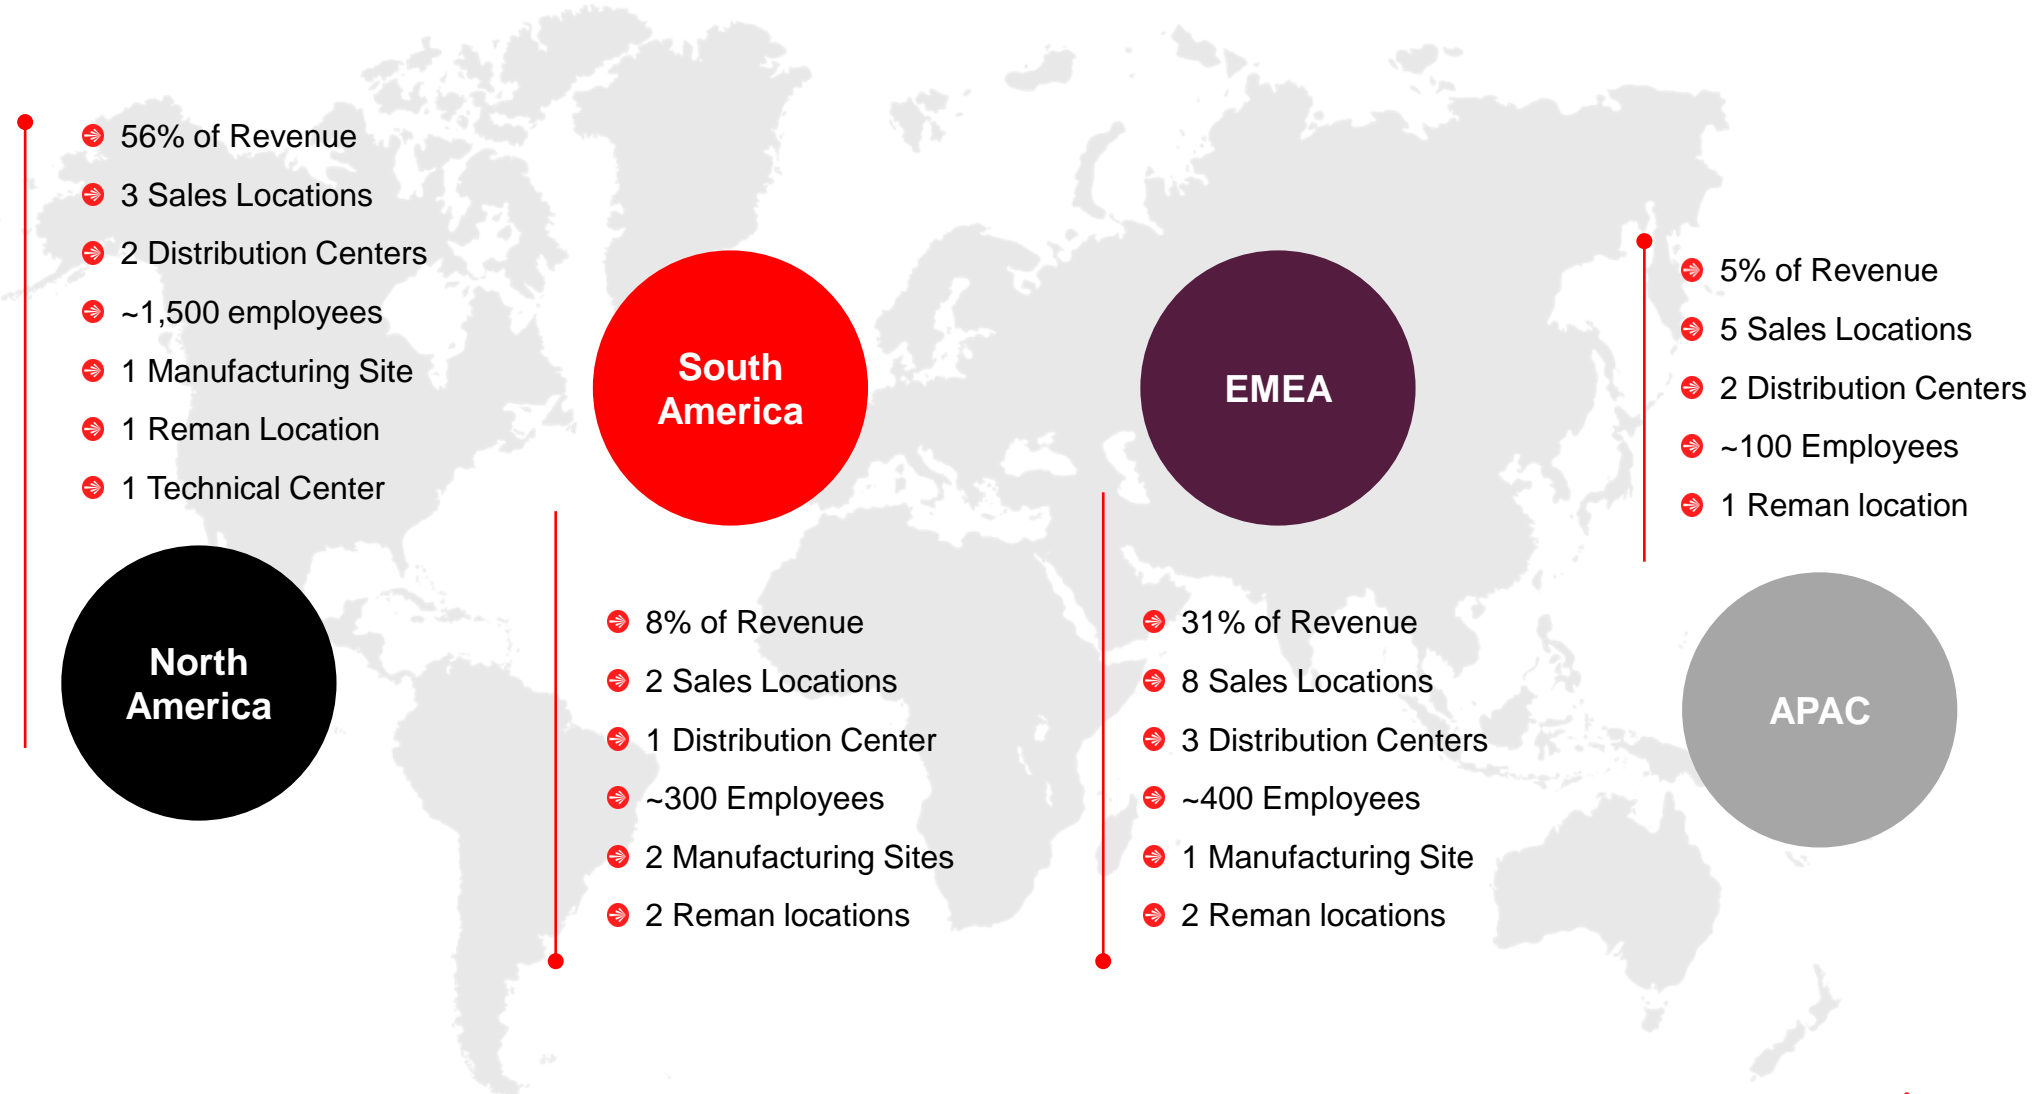 56% of Revenue
3 Sales Locations
2 Distribution Centers
~1,500 employees
1 Manufacturing Site
1 Reman Location
1 Technical Center
North
America
South
America
8% of Revenue
2 Sales Locations
1 Distribution Center
~300 Employees
2 Manufacturing Sites
2 Reman locations
EMEA
31% of Revenue
8 Sales Locations
3 Distribution Centers
~400 Employees
1 Manufacturing Site
2 Reman locations
5% of Revenue
5 Sales Locations
2 Distribution Centers
~100 Employees
1 Reman location
APAC